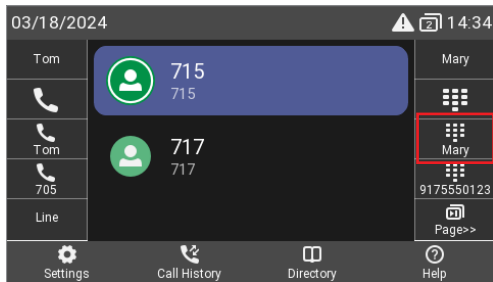 03/18/2024
2
14:34
Tom
Tom
705
Line
715
715
717
717
Mary
Mary
9175550123
Page>>
Settings
Call History
Directory
Help